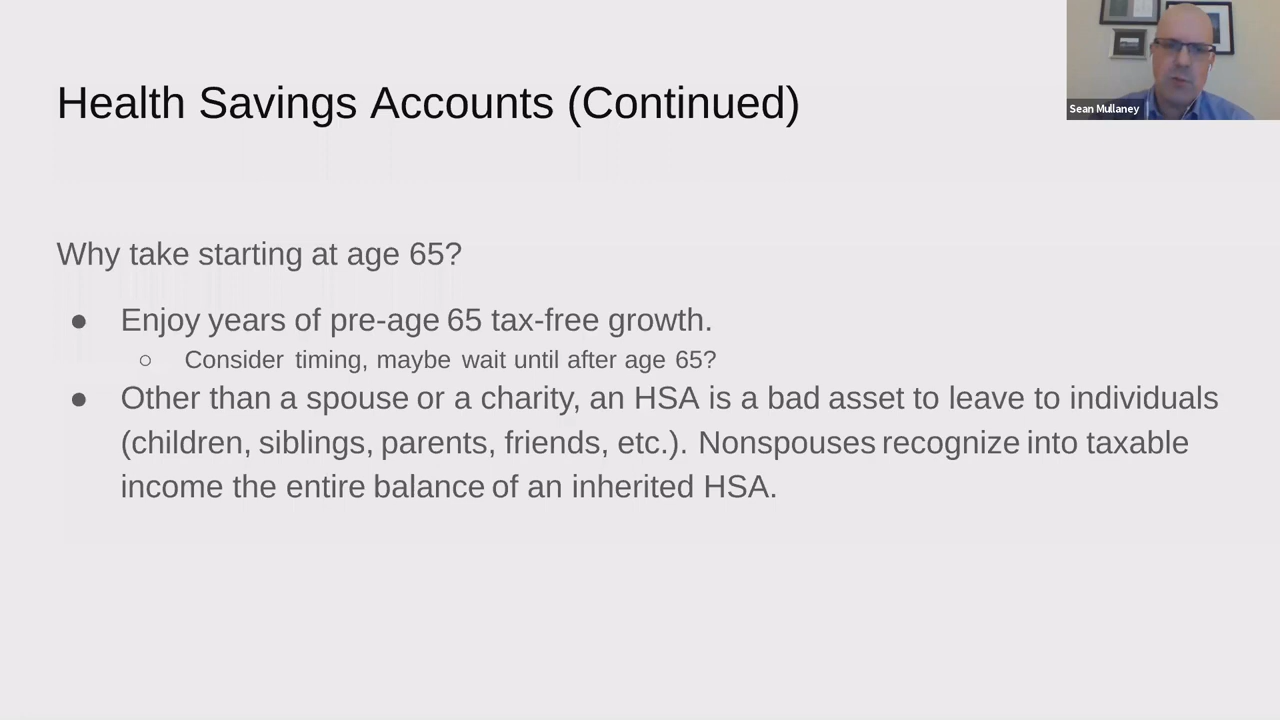 Health Savings Accounts (Continued)
Sean Mullaney
Why take starting at age 65?
● Enjoy years of pre-age 65 tax-free growth.
○ Consider timing, maybe wait until after age 65?
● Other than a spouse or a charity, an HSA is a bad asset to leave to individuals
(children, siblings, parents, friends, etc.). Nonspouses recognize into taxable
income the entire balance of an inherited HSA.